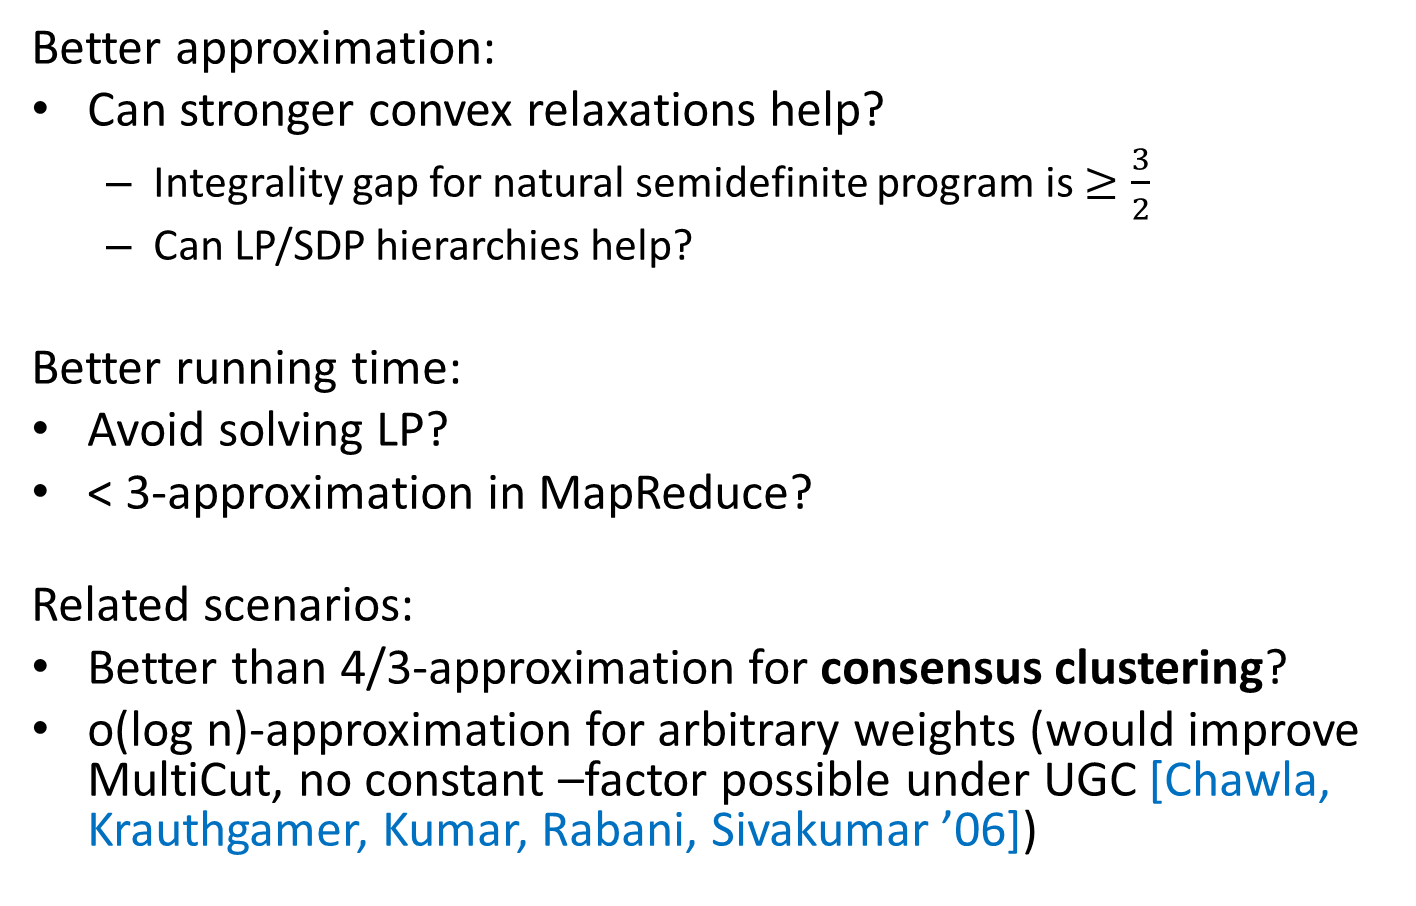 Better approximation:
• Can stronger convex relaxations help?
– Integrality gap for natural semidefinite program is ≥ 3/2
– Can LP/SDP hierarchies help?
Better running time:
• Avoid solving LP?
• < 3-approximation in MapReduce?
Related scenarios:
• Better than 4/3-approximation for consensus clustering?
• o(log n)-approximation for arbitrary weights (would improve
MultiCut, no constant –factor possible under UGC [Chawla,
Krauthgamer, Kumar, Rabani, Sivakumar ’06])